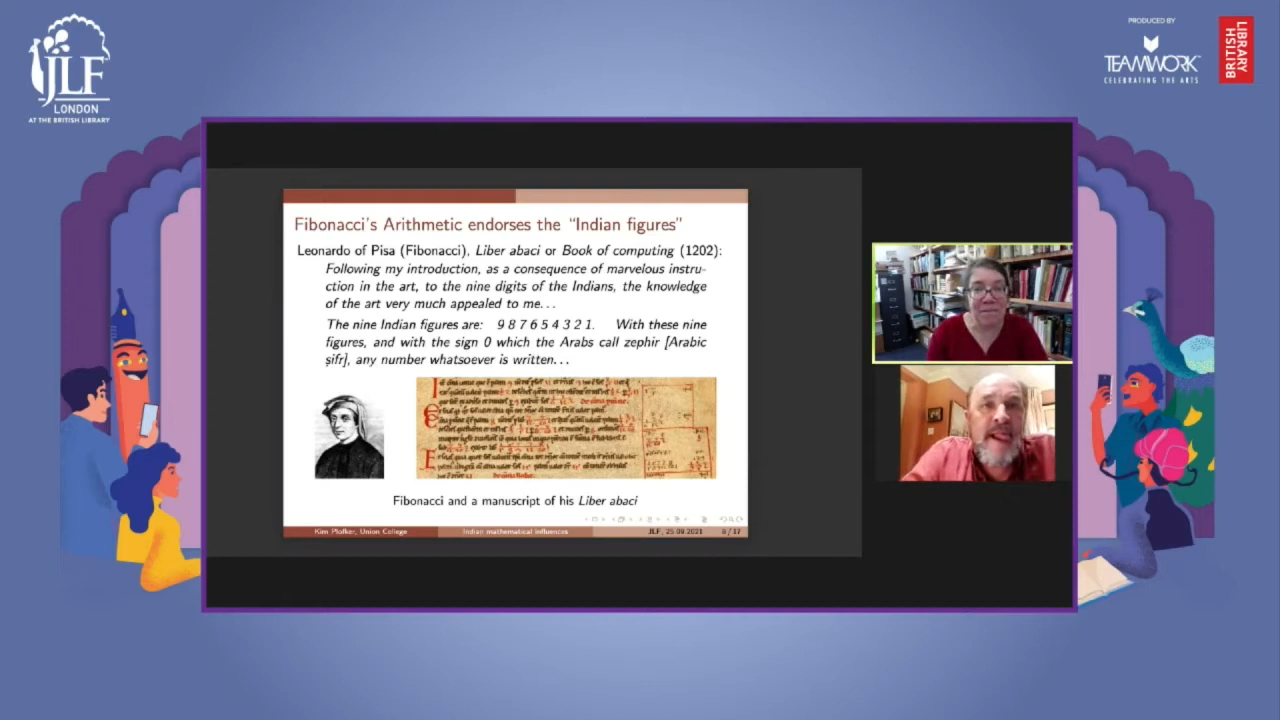 JLF
LONDON
AT THE BRITISH LIBRARY
PRODUCED BY
TEAMWORK
CELEBRATING THE ARTS
BRITISH
LIBRARY
Fibonacci's Arithmetic endorses the "Indian figures"
Leonardo of Pisa (Fibonacci), Liber abaci or Book of computing (1202):
Following my introduction, as a consequence of marvelous instru-
ction in the art, to the nine digits of the Indians, the knowledge
of the art very much appealed to me...
The nine Indian figures are: 9 8 7 6 5 4 3 2 1. With these nine
figures, and with the sign 0 which the Arabs call zephir [Arabic
ṣifr], any number whatsoever is written...
Fibonacci and a manuscript of his Liber abaci
Kim Plofker, Union College
Indian mathematical influences
JLF, 25.09.2021
8 / 17